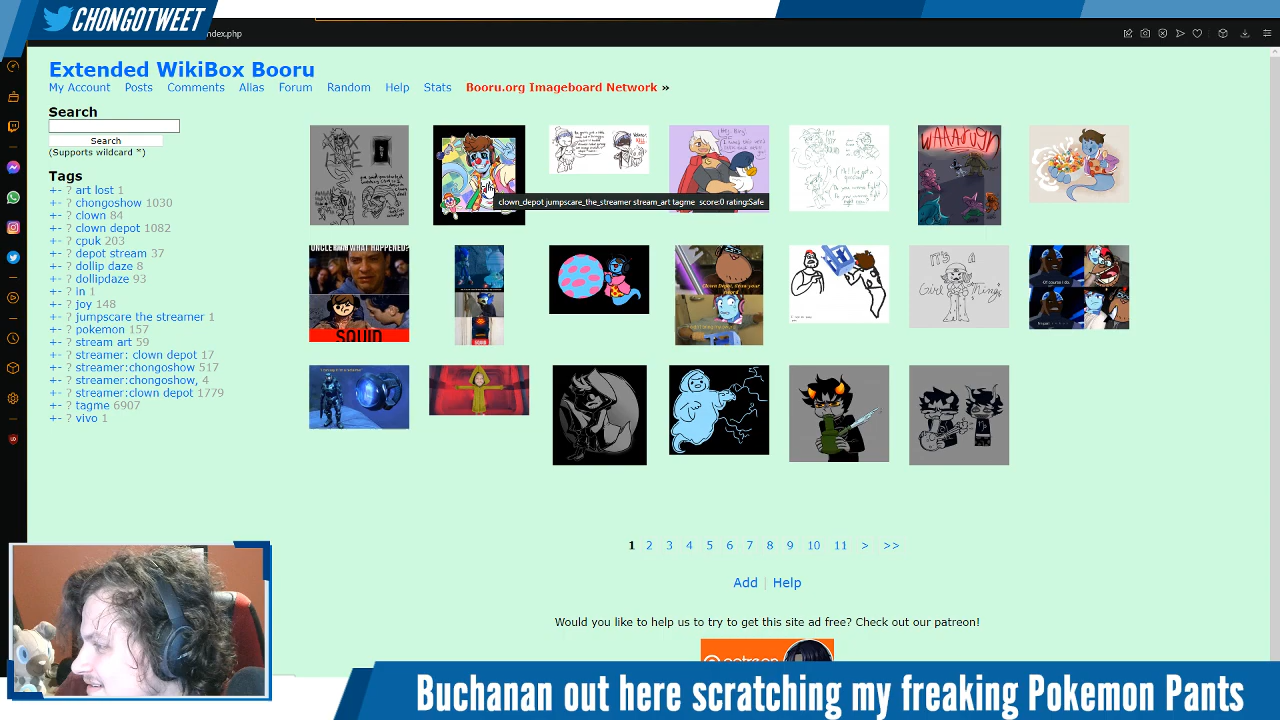 CHONGOTWEET
ndex.php
Extended WikiBox Booru
My Account Posts Comments Alias Forum Random Help Stats Booru.org Imageboard Network »
Search
Search
(Supports wildcard *)
Tags
+- ? art lost 1
+- ? chongoshow 1030
+- ? clown 84
+- ? clown depot 1082
+- ? cpuk 203
+- ? depot stream 37
+- ? dollip daze 8
+- ? dollipdaze 93
+- ? in 1
+- ? joy 148
+- ? jumpscare the streamer 1
+- ? pokemon 157
+- ? stream art 59
+- ? streamer: clown depot 17
+- ? streamer:chongoshow 517
+- ? streamer:chongoshow, 4
+- ? streamer:clown depot 1779
+- ? tagme 6907
+- ? vivo 1
clown_depot jumpscare_the_streamer stream_art tagme score:0 rating:Safe
WAAAROON
SQUID
IT'S A
Of course I do.
1 2 3 4 5 6 7 8 9 10 11 > >>
Add | Help
Would you like to help us to try to get this site ad free? Check out our patreon!
patreon
Buchanan out here scratching my freaking Pokemon Pants